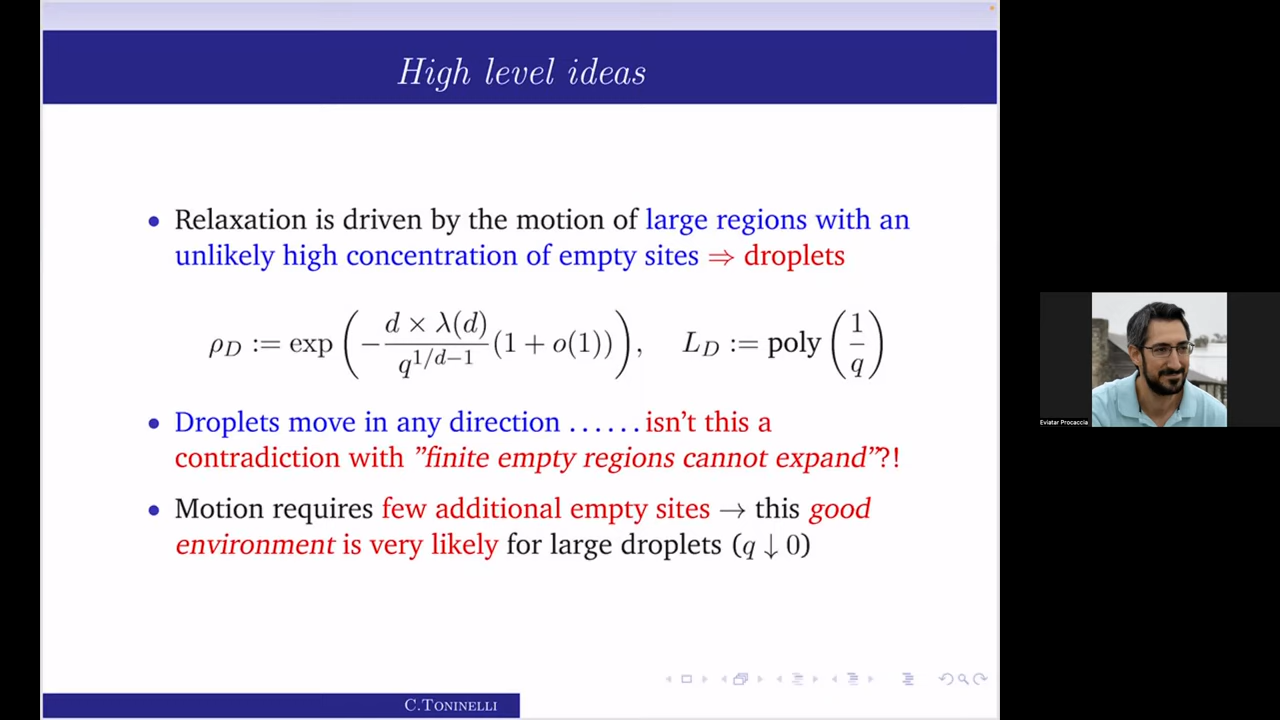 High level ideas
• Relaxation is driven by the motion of large regions with an
unlikely high concentration of empty sites ⇒ droplets
ρ_D := exp ( − d × λ(d) / q^{1/d−1} (1 + o(1)) ) , L_D := poly ( 1 / q )
• Droplets move in any direction ...... isn't this a
contradiction with "finite empty regions cannot expand"?!
• Motion requires few additional empty sites → this good
environment is very likely for large droplets (q ↓ 0)
C.TONINELLI
Eviatar Procaccia